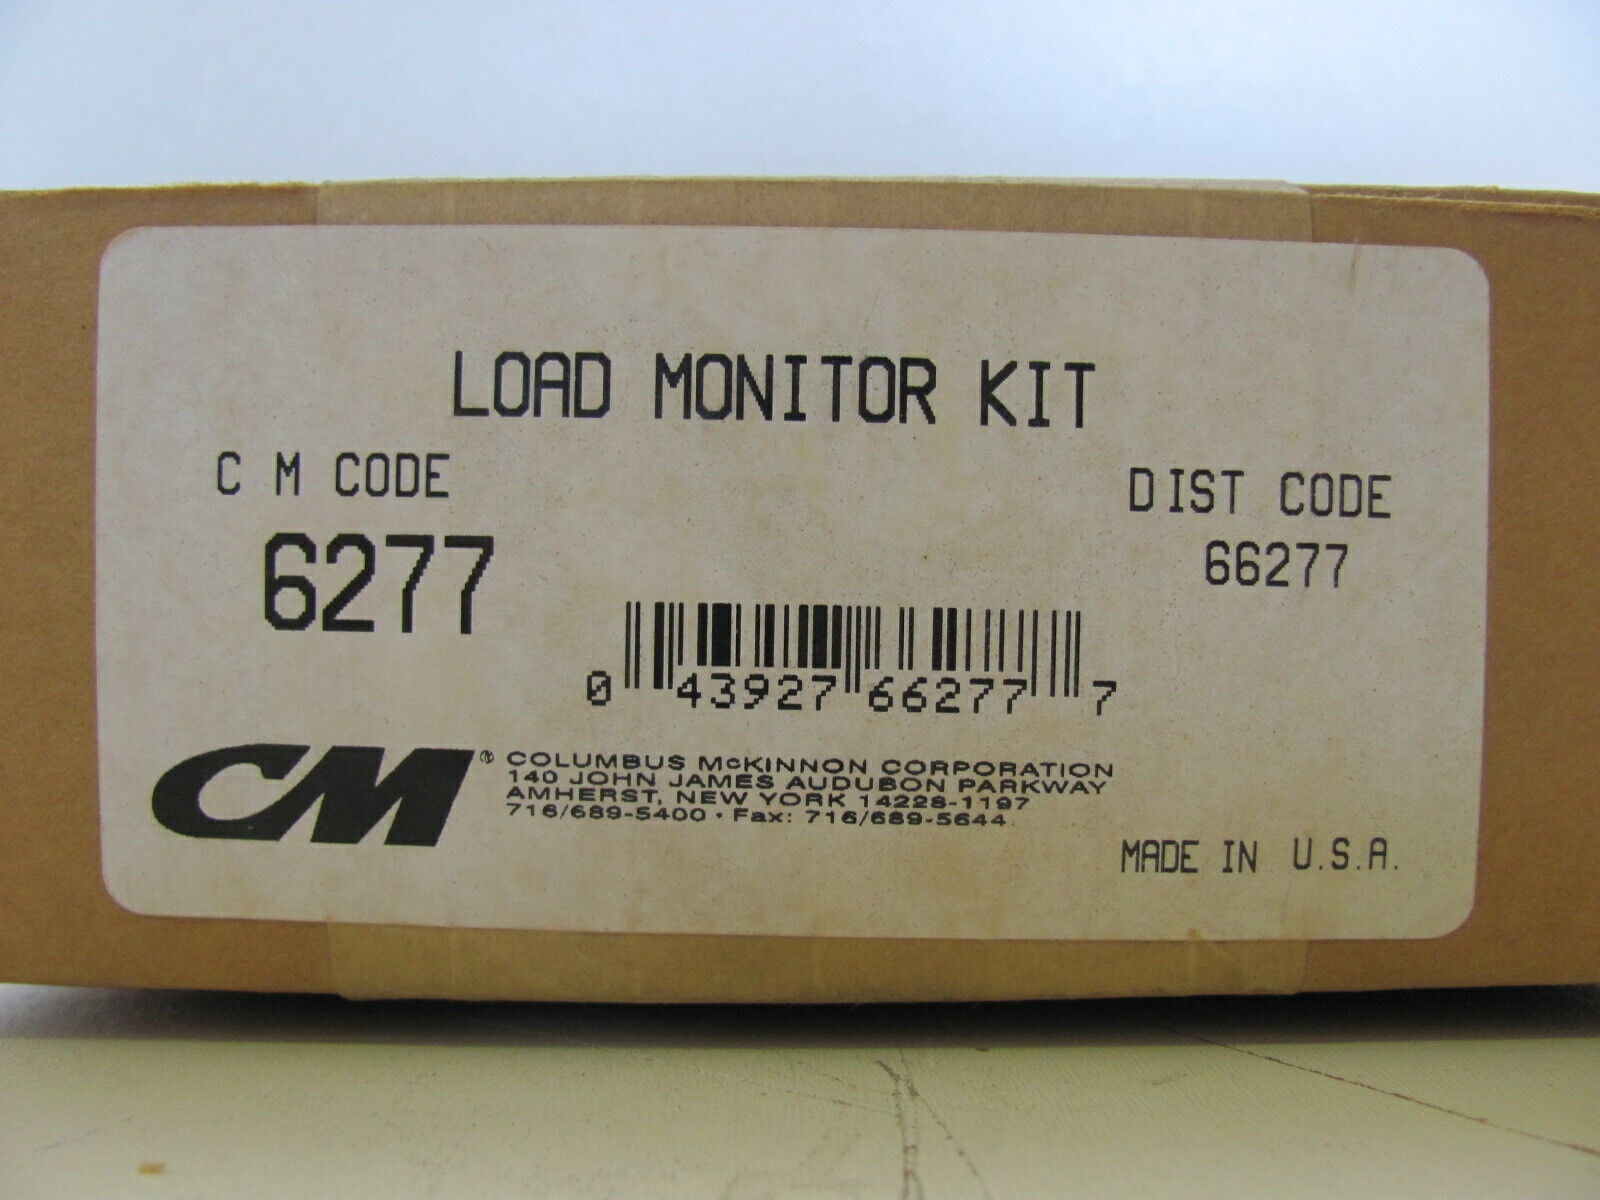 LOAD MONITOR KIT
C M CODE
DIST CODE
6277
66277
0 43927 66277 7
CM®
COLUMBUS McKINNON CORPORATION
140 JOHN JAMES AUDUBON PARKWAY
AMHERST, NEW YORK 14228-1197
716/689-5400 • Fax: 716/689-5644
MADE IN U.S.A.